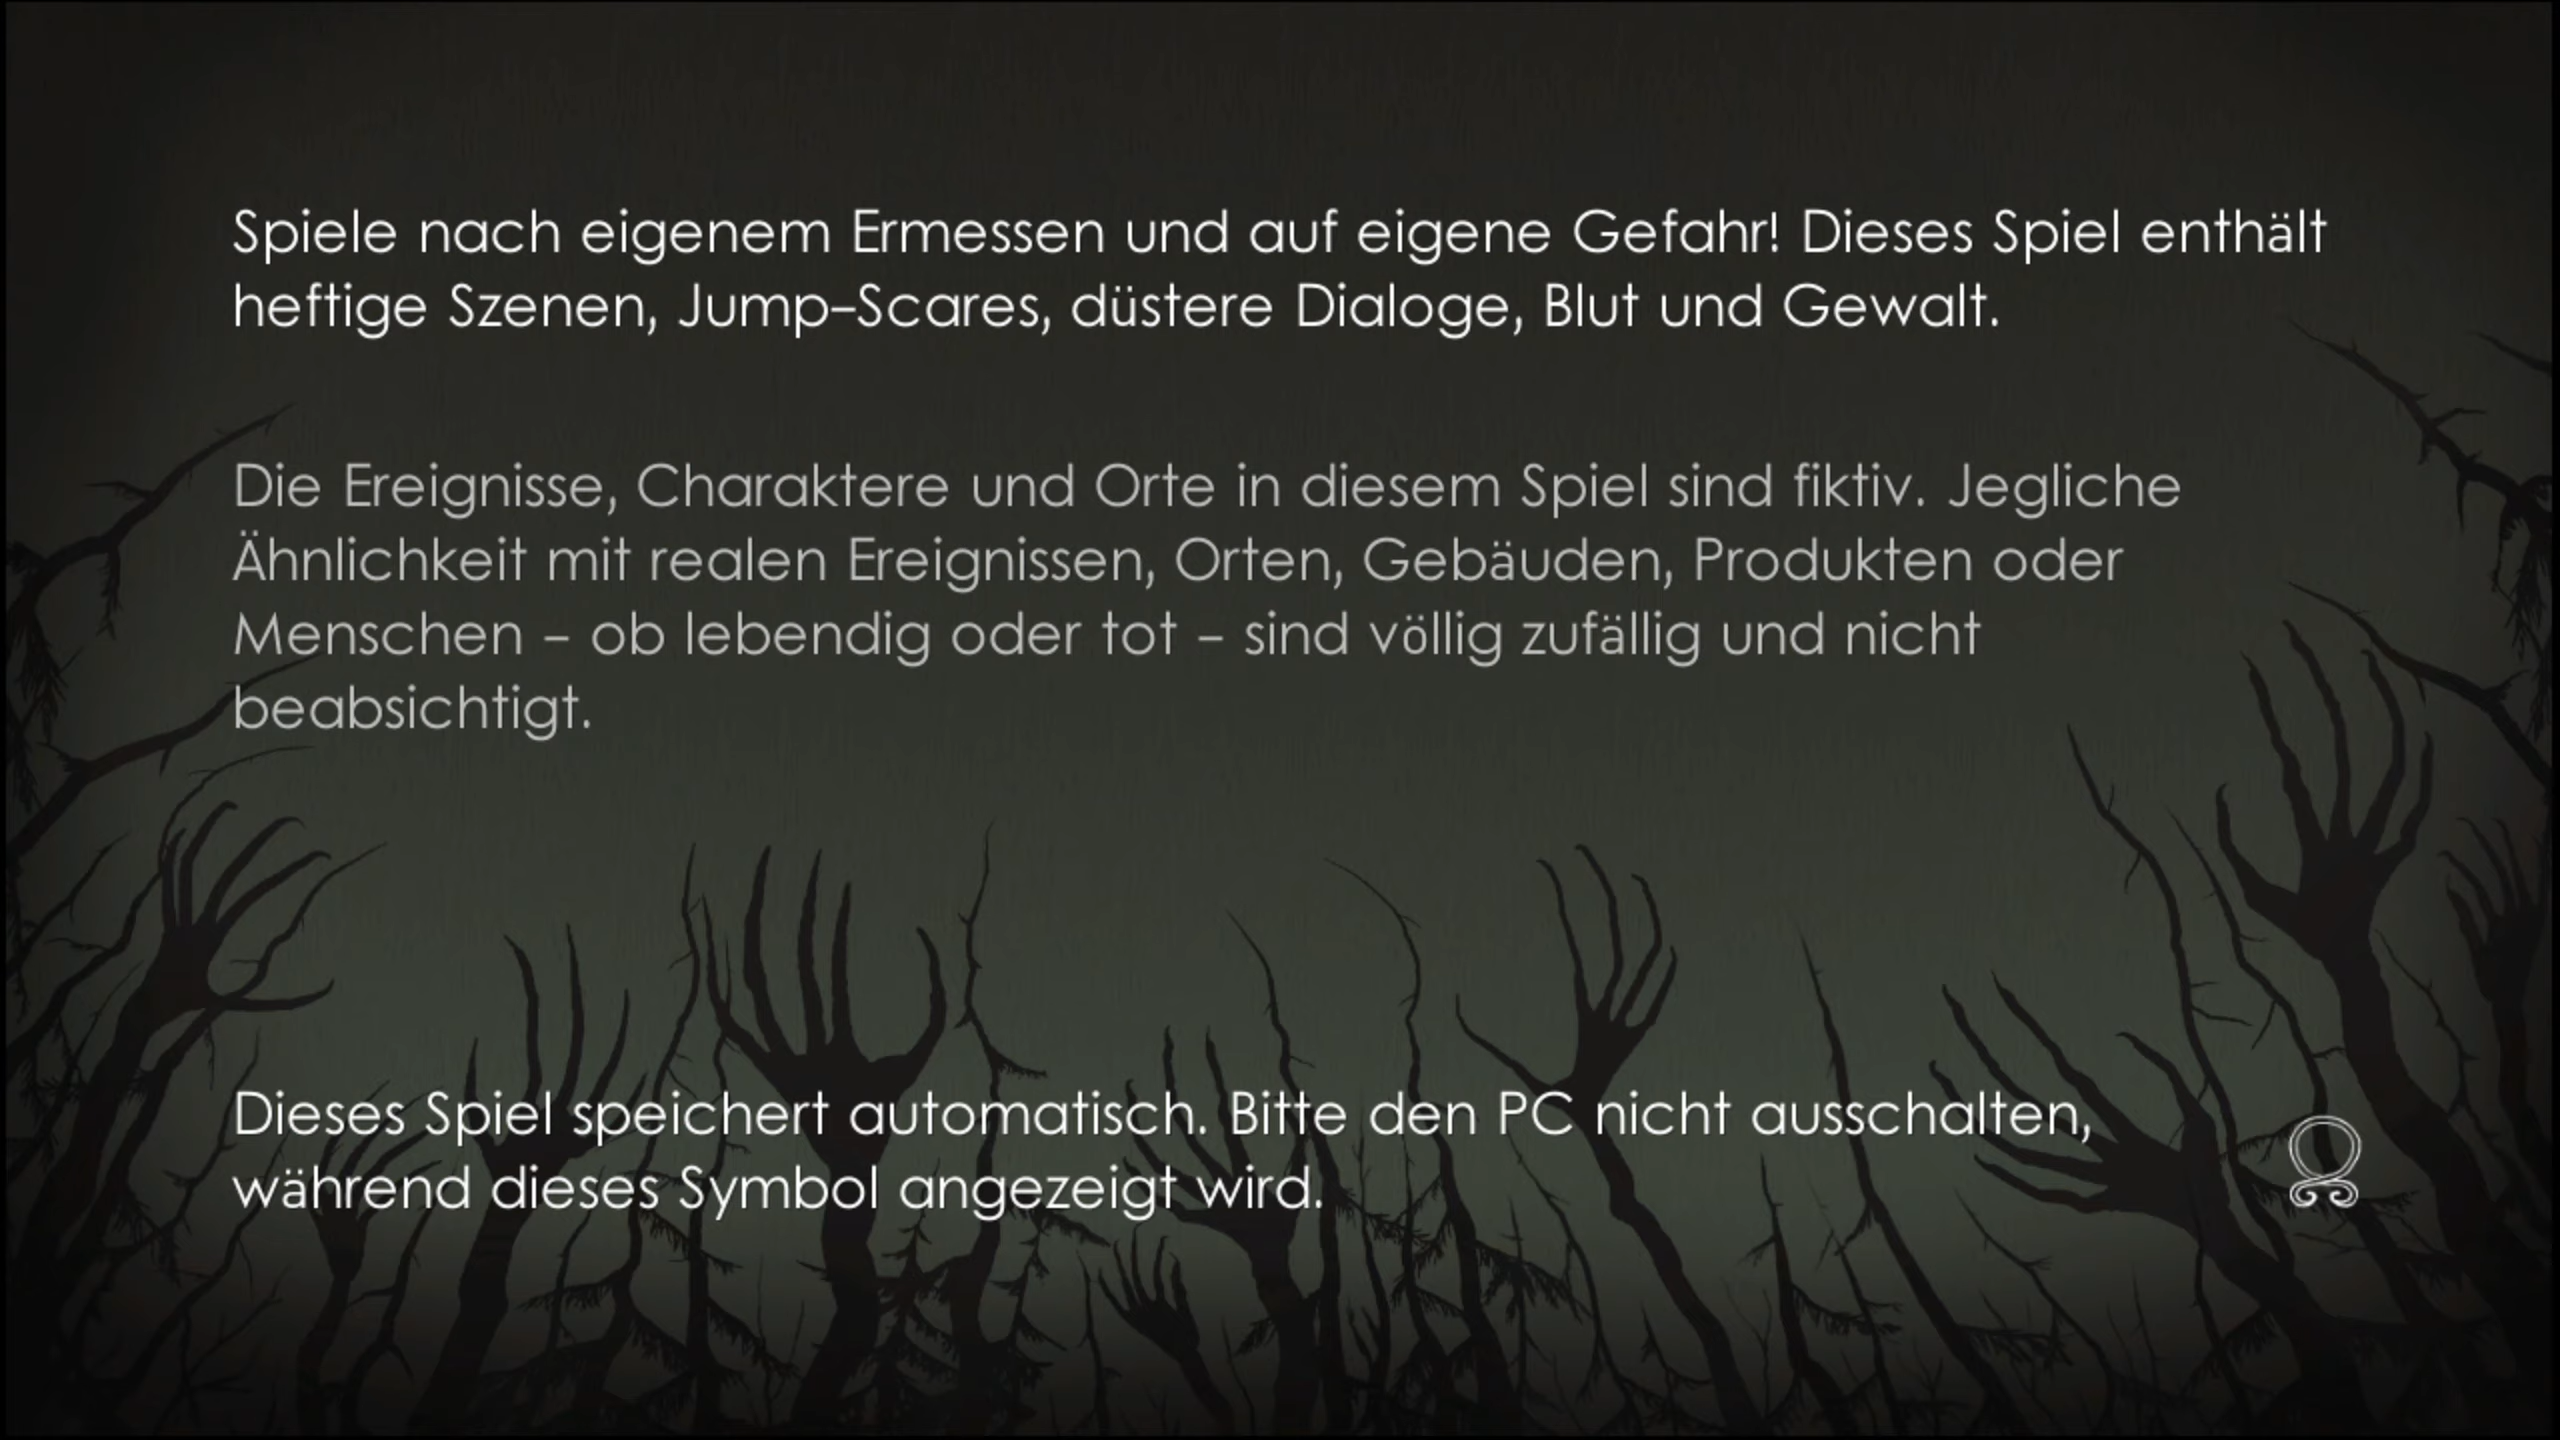 Spiele nach eigenem Ermessen und auf eigene Gefahr! Dieses Spiel enthält
heftige Szenen, Jump-Scares, düstere Dialoge, Blut und Gewalt.
Die Ereignisse, Charaktere und Orte in diesem Spiel sind fiktiv. Jegliche
Ähnlichkeit mit realen Ereignissen, Orten, Gebäuden, Produkten oder
Menschen – ob lebendig oder tot – sind völlig zufällig und nicht
beabsichtigt.
Dieses Spiel speichert automatisch. Bitte den PC nicht ausschalten,
während dieses Symbol angezeigt wird.